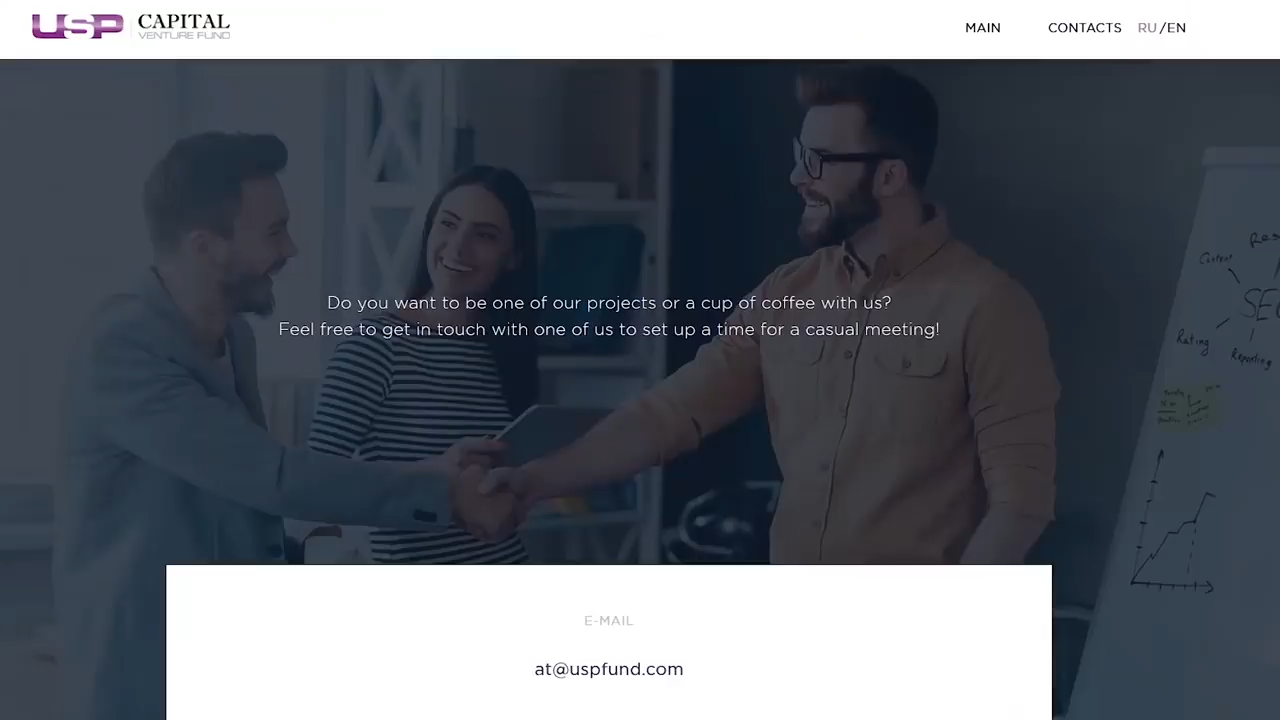 USP CAPITAL
VENTURE FUND
MAIN
CONTACTS
RU /EN
Do you want to be one of our projects or a cup of coffee with us?
Feel free to get in touch with one of us to set up a time for a casual meeting!
Rating
Reporting
E-MAIL
at@uspfund.com